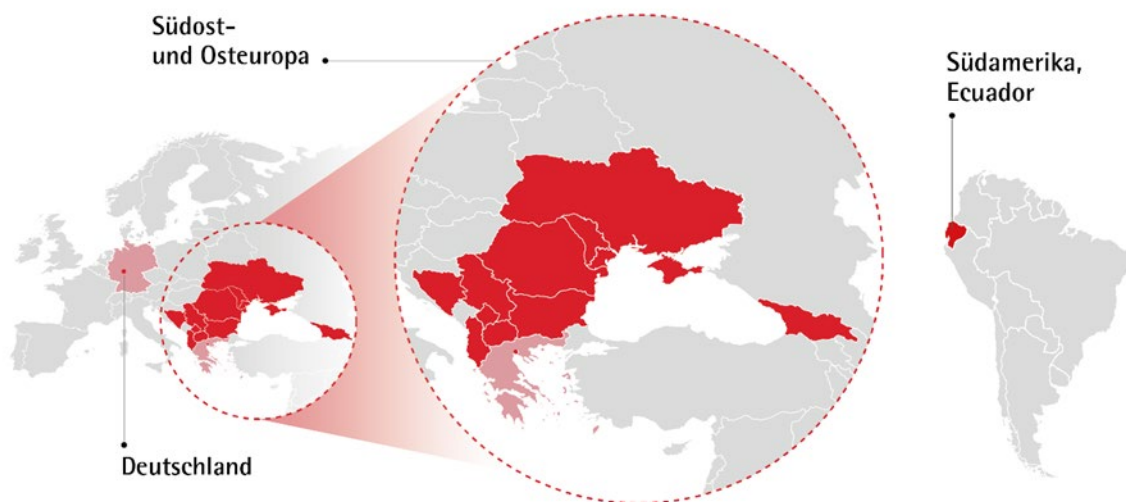 Südost-
und Osteuropa
Südamerika,
Ecuador
Deutschland